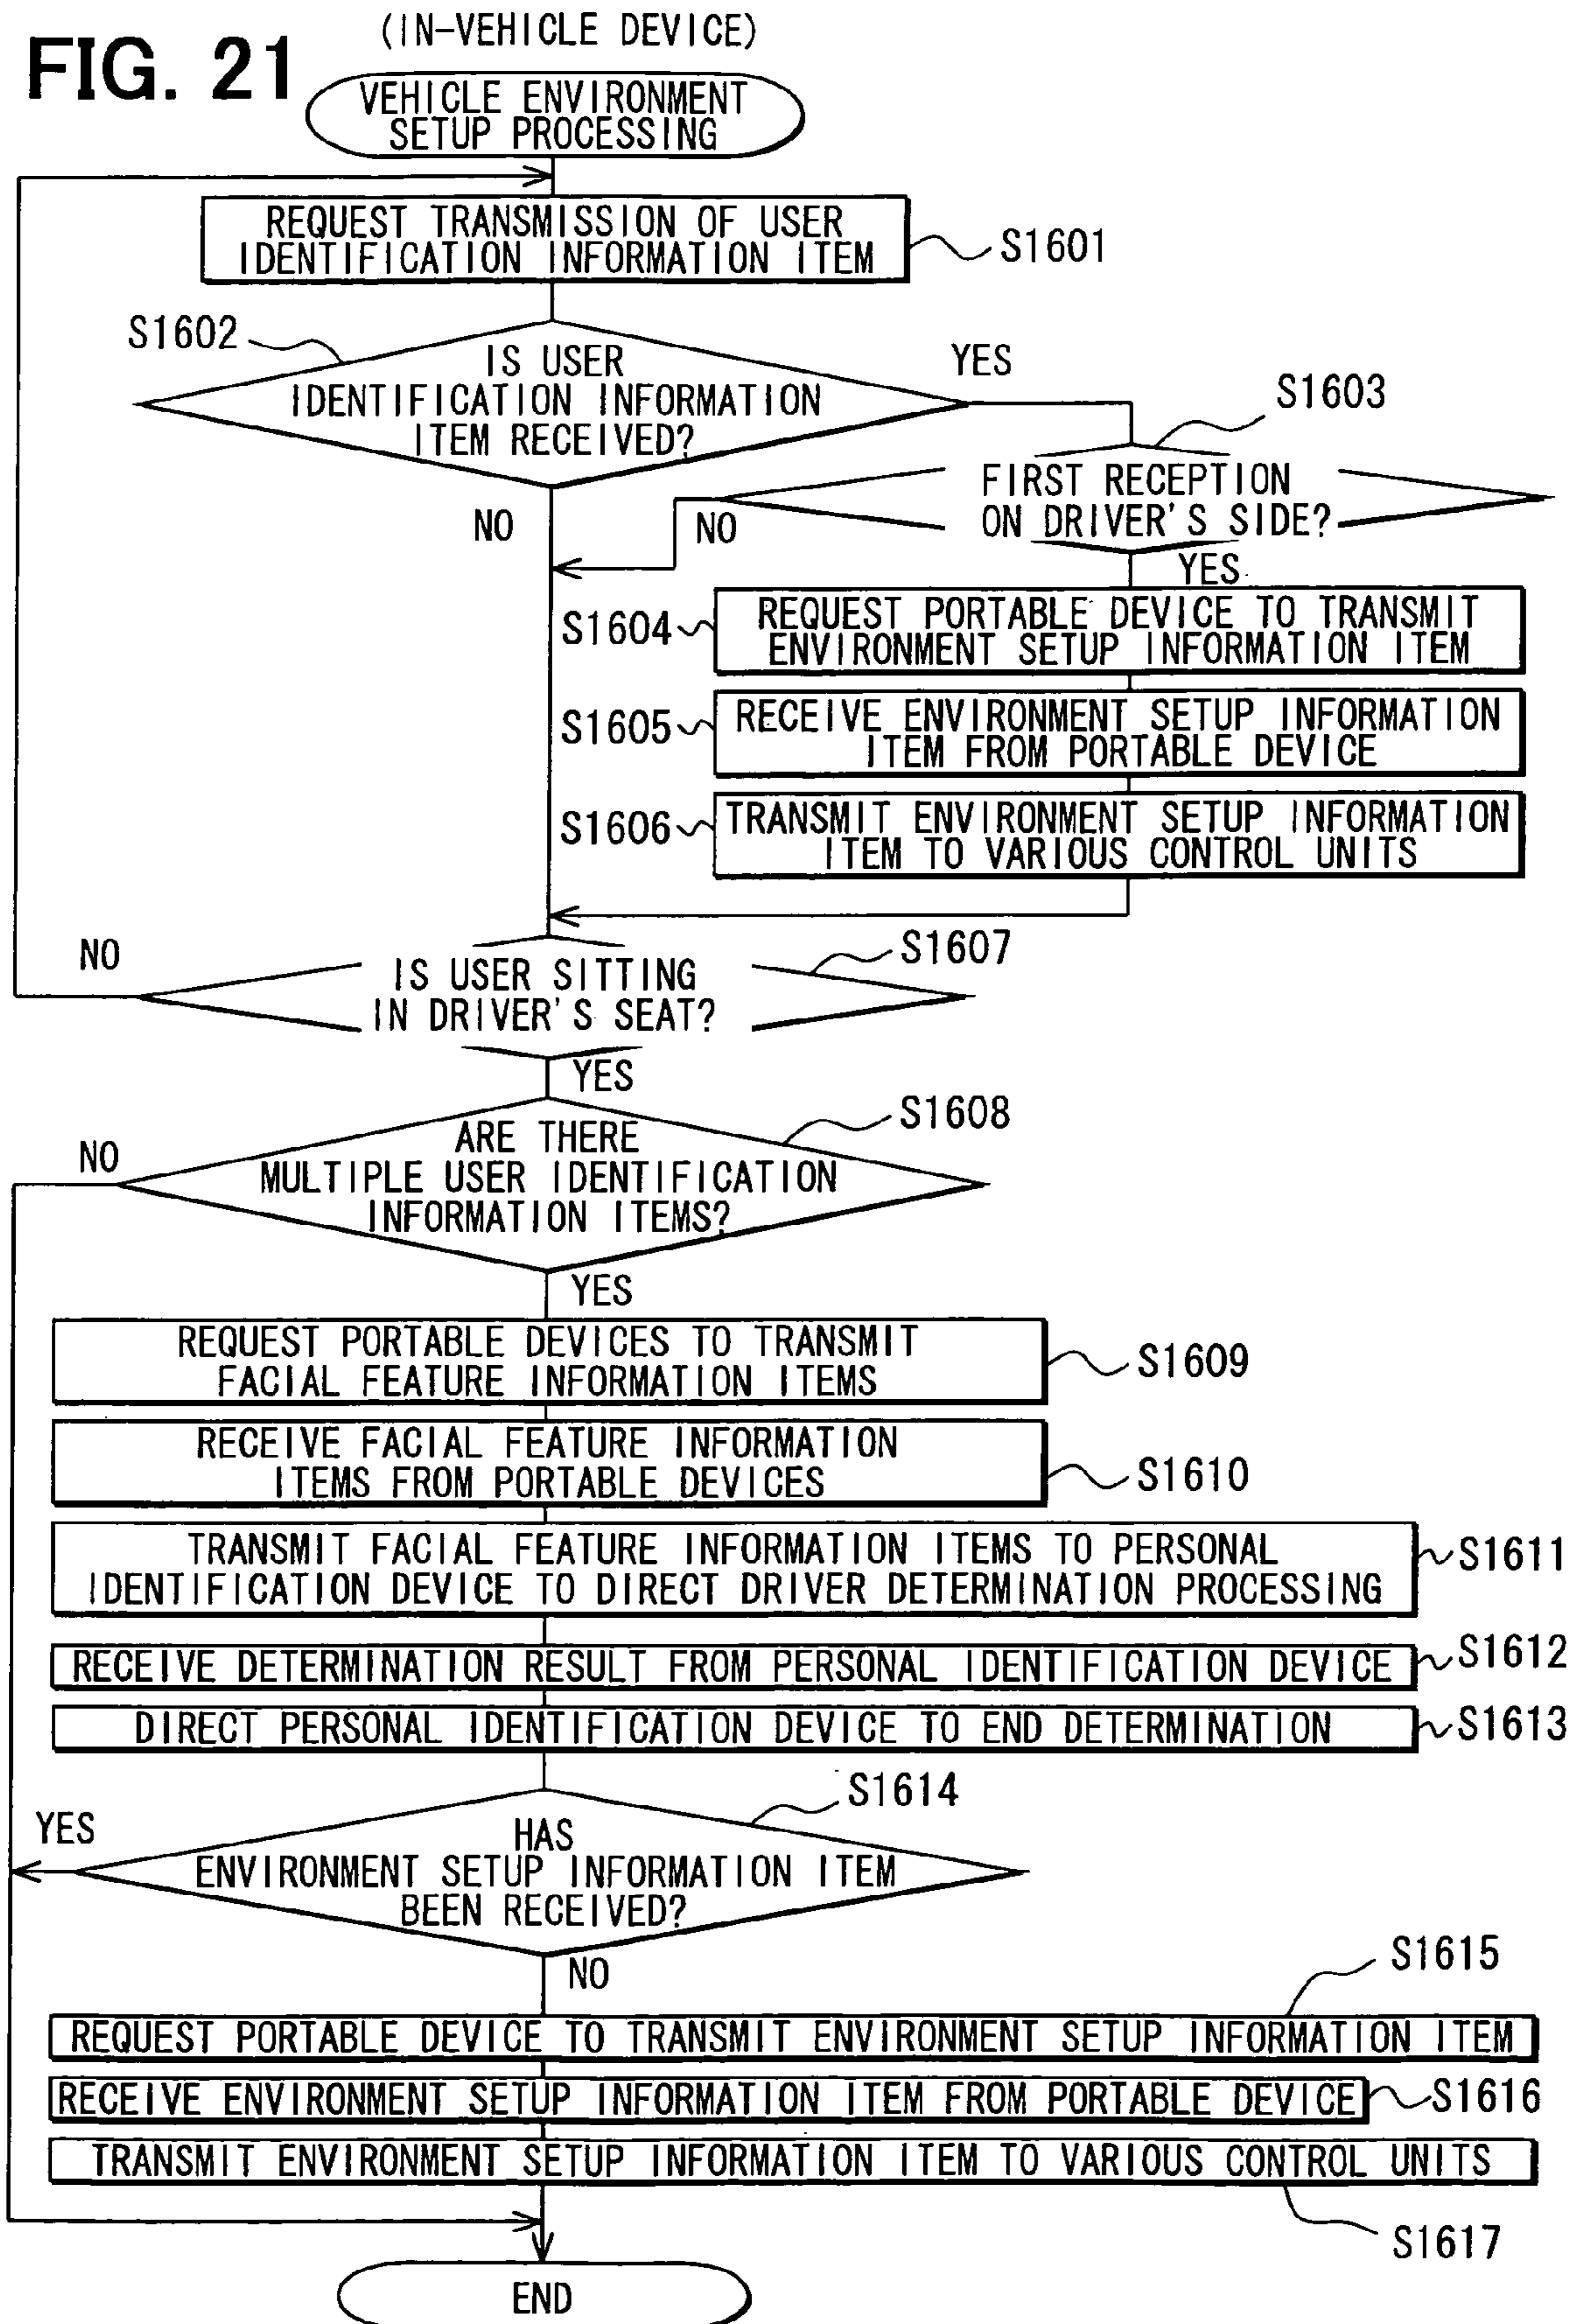 FIG. 21
(IN-VEHICLE DEVICE)
VEHICLE ENVIRONMENT
SETUP PROCESSING
REQUEST TRANSMISSION OF USER
IDENTIFICATION INFORMATION ITEM
S1601
S1602
IS USER
IDENTIFICATION INFORMATION
ITEM RECEIVED?
YES
NO
S1603
FIRST RECEPTION
ON DRIVER'S SIDE?
NO
YES
S1604
REQUEST PORTABLE DEVICE TO TRANSMIT
ENVIRONMENT SETUP INFORMATION ITEM
S1605
RECEIVE ENVIRONMENT SETUP INFORMATION
ITEM FROM PORTABLE DEVICE
S1606
TRANSMIT ENVIRONMENT SETUP INFORMATION
ITEM TO VARIOUS CONTROL UNITS
S1607
NO
IS USER SITTING
IN DRIVER'S SEAT?
YES
S1608
NO
ARE THERE
MULTIPLE USER IDENTIFICATION
INFORMATION ITEMS?
YES
REQUEST PORTABLE DEVICES TO TRANSMIT
FACIAL FEATURE INFORMATION ITEMS
S1609
RECEIVE FACIAL FEATURE INFORMATION
ITEMS FROM PORTABLE DEVICES
S1610
TRANSMIT FACIAL FEATURE INFORMATION ITEMS TO PERSONAL
IDENTIFICATION DEVICE TO DIRECT DRIVER DETERMINATION PROCESSING
S1611
RECEIVE DETERMINATION RESULT FROM PERSONAL IDENTIFICATION DEVICE
S1612
DIRECT PERSONAL IDENTIFICATION DEVICE TO END DETERMINATION
S1613
S1614
YES
HAS
ENVIRONMENT SETUP INFORMATION ITEM
BEEN RECEIVED?
NO
S1615
REQUEST PORTABLE DEVICE TO TRANSMIT ENVIRONMENT SETUP INFORMATION ITEM
RECEIVE ENVIRONMENT SETUP INFORMATION ITEM FROM PORTABLE DEVICE
S1616
TRANSMIT ENVIRONMENT SETUP INFORMATION ITEM TO VARIOUS CONTROL UNITS
S1617
END